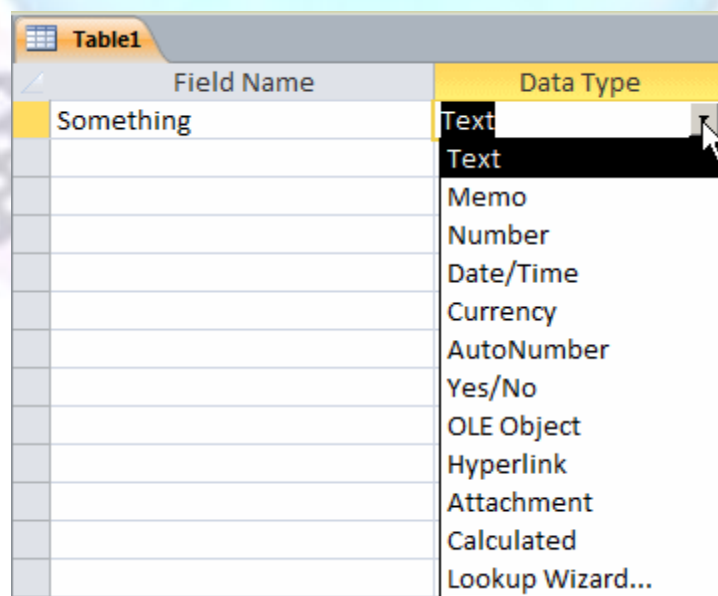 Table1
Field Name Data Type
Something Text
Text
Memo
Number
Date/Time
Currency
AutoNumber
Yes/No
OLE Object
Hyperlink
Attachment
Calculated
Lookup Wizard...